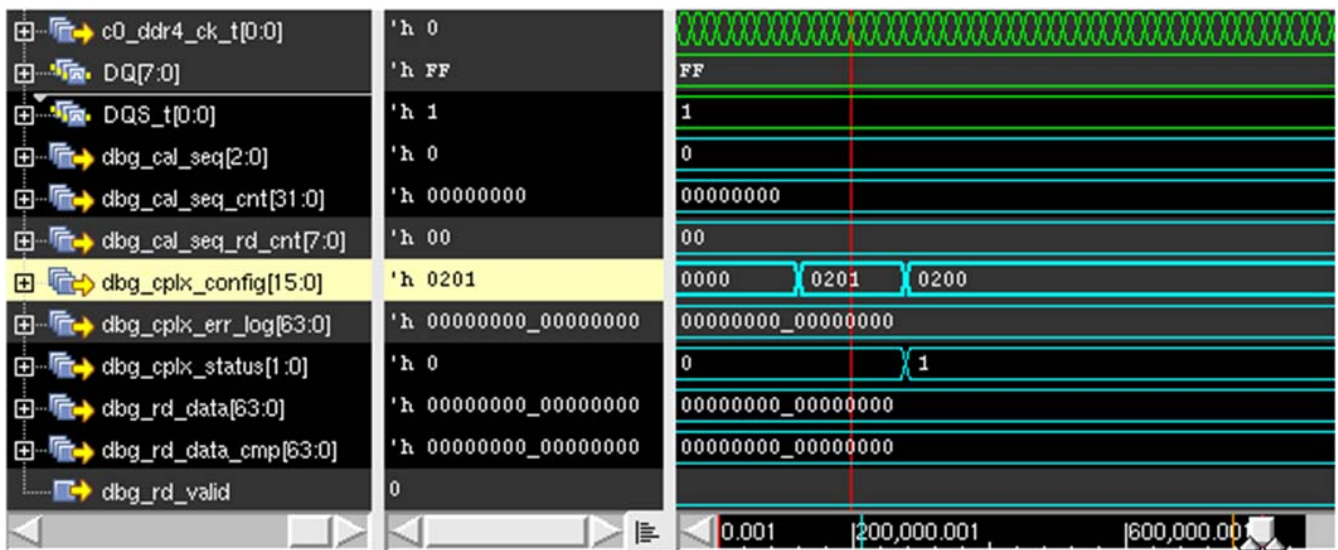 c0_ddr4_ck_t[0:0] 'h 0
DQ[7:0] 'h FF FF
DQS_t[0:0] 'h 1 1
dbg_cal_seq[2:0] 'h 0 0
dbg_cal_seq_cnt[31:0] 'h 00000000 00000000
dbg_cal_seq_rd_cnt[7:0] 'h 00 00
dbg_cplx_config[15:0] 'h 0201 0000 0201 0200
dbg_cplx_err_log[63:0] 'h 00000000_00000000 00000000_00000000
dbg_cplx_status[1:0] 'h 0 0 1
dbg_rd_data[63:0] 'h 00000000_00000000 00000000_00000000
dbg_rd_data_cmp[63:0] 'h 00000000_00000000 00000000_00000000
dbg_rd_valid 0
0.001 200,000.001